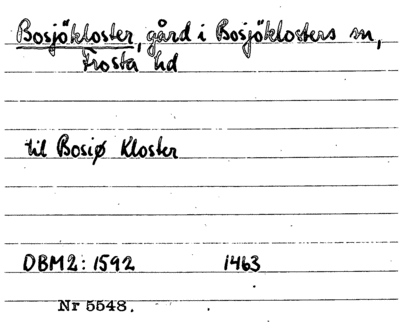 Bosjökloster, gård i Bosjöklosters sn,
Frosta hd
til Bosiø Kloster
DBM2: 1592 1463
Nr 5548.